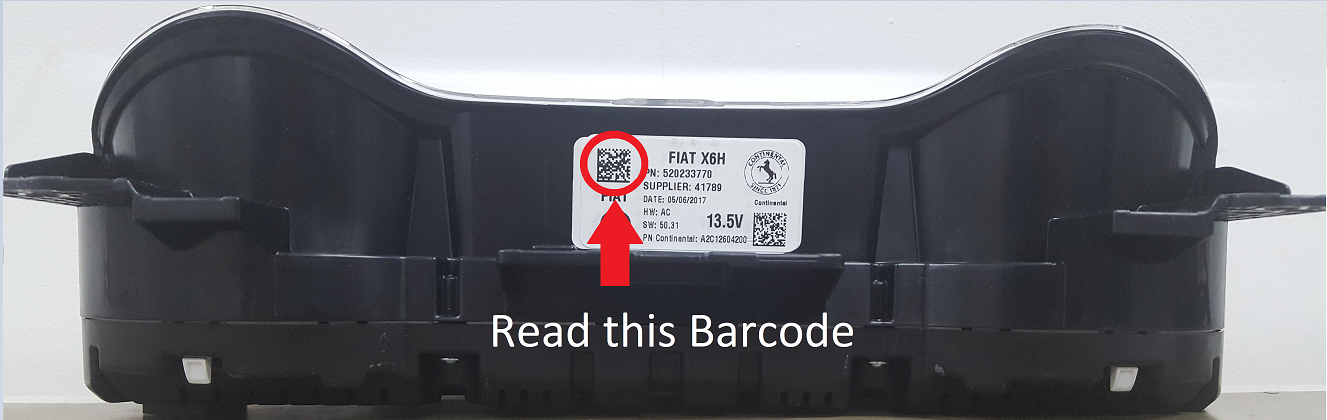 FIAT X6H
PN: 520233770
SUPPLIER: 41789
FIAT
DATE: 05/06/2017
HW: AC
SW: 50.31
13.5V
PN Continental: A2C12604200
CONTINENTAL
SINCE 1871
Continental
Read this Barcode